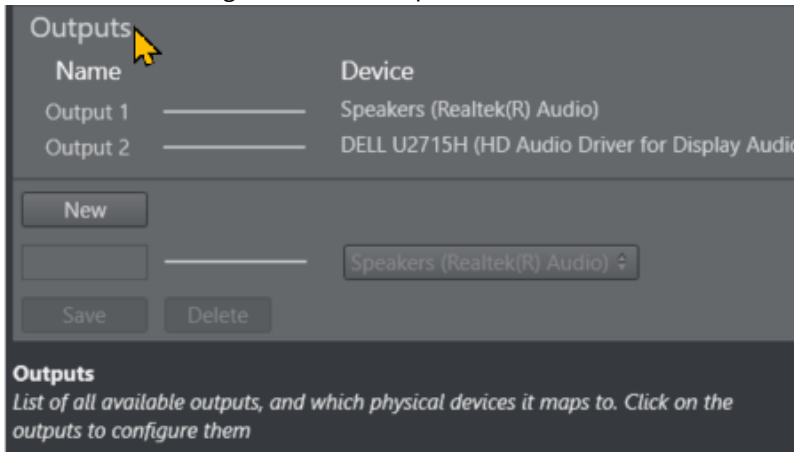 Outputs
Name Device
Output 1 Speakers (Realtek(R) Audio)
Output 2 DELL U2715H (HD Audio Driver for Display Audio
New
Speakers (Realtek(R) Audio)
Save Delete
Outputs
List of all available outputs, and which physical devices it maps to. Click on the
outputs to configure them